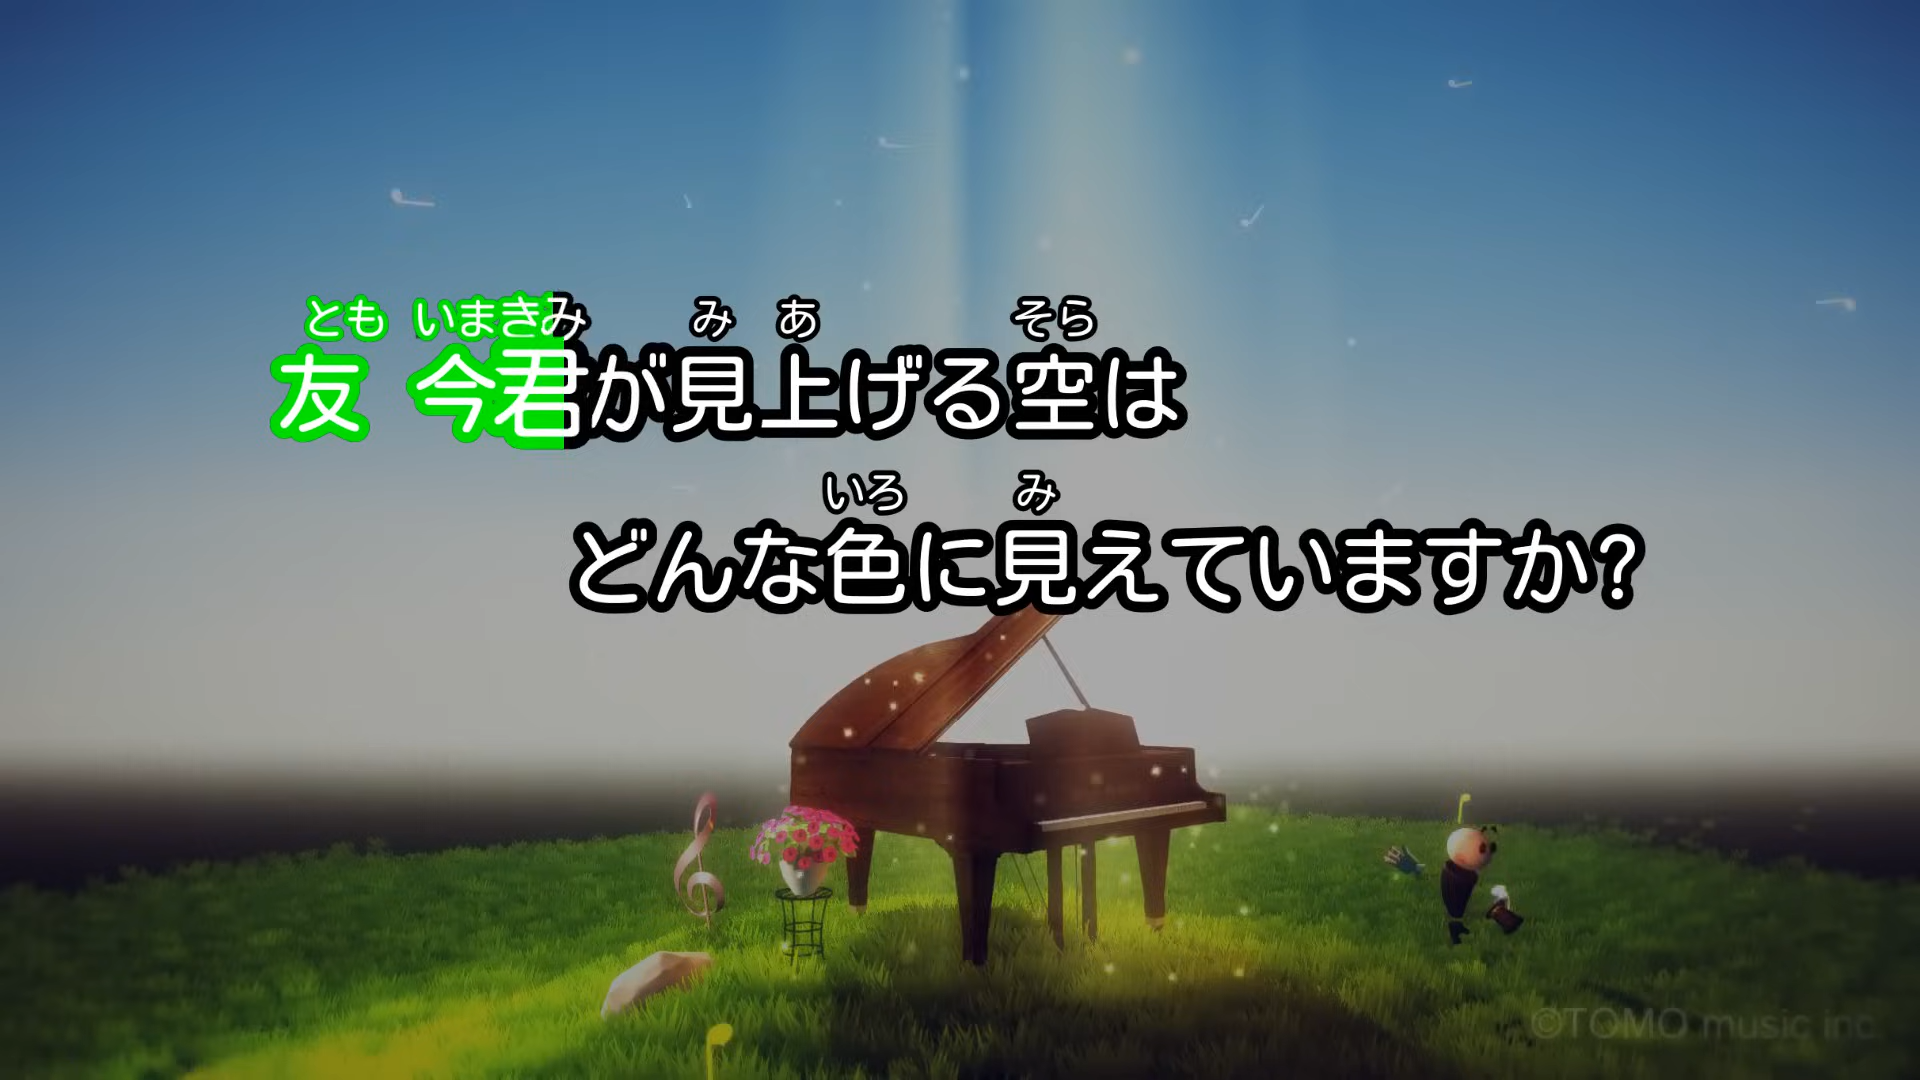 とも いまきみ み あ そら
友 今君が見上げる空は
いろ み
どんな色に見えていますか?
©TOMO music inc